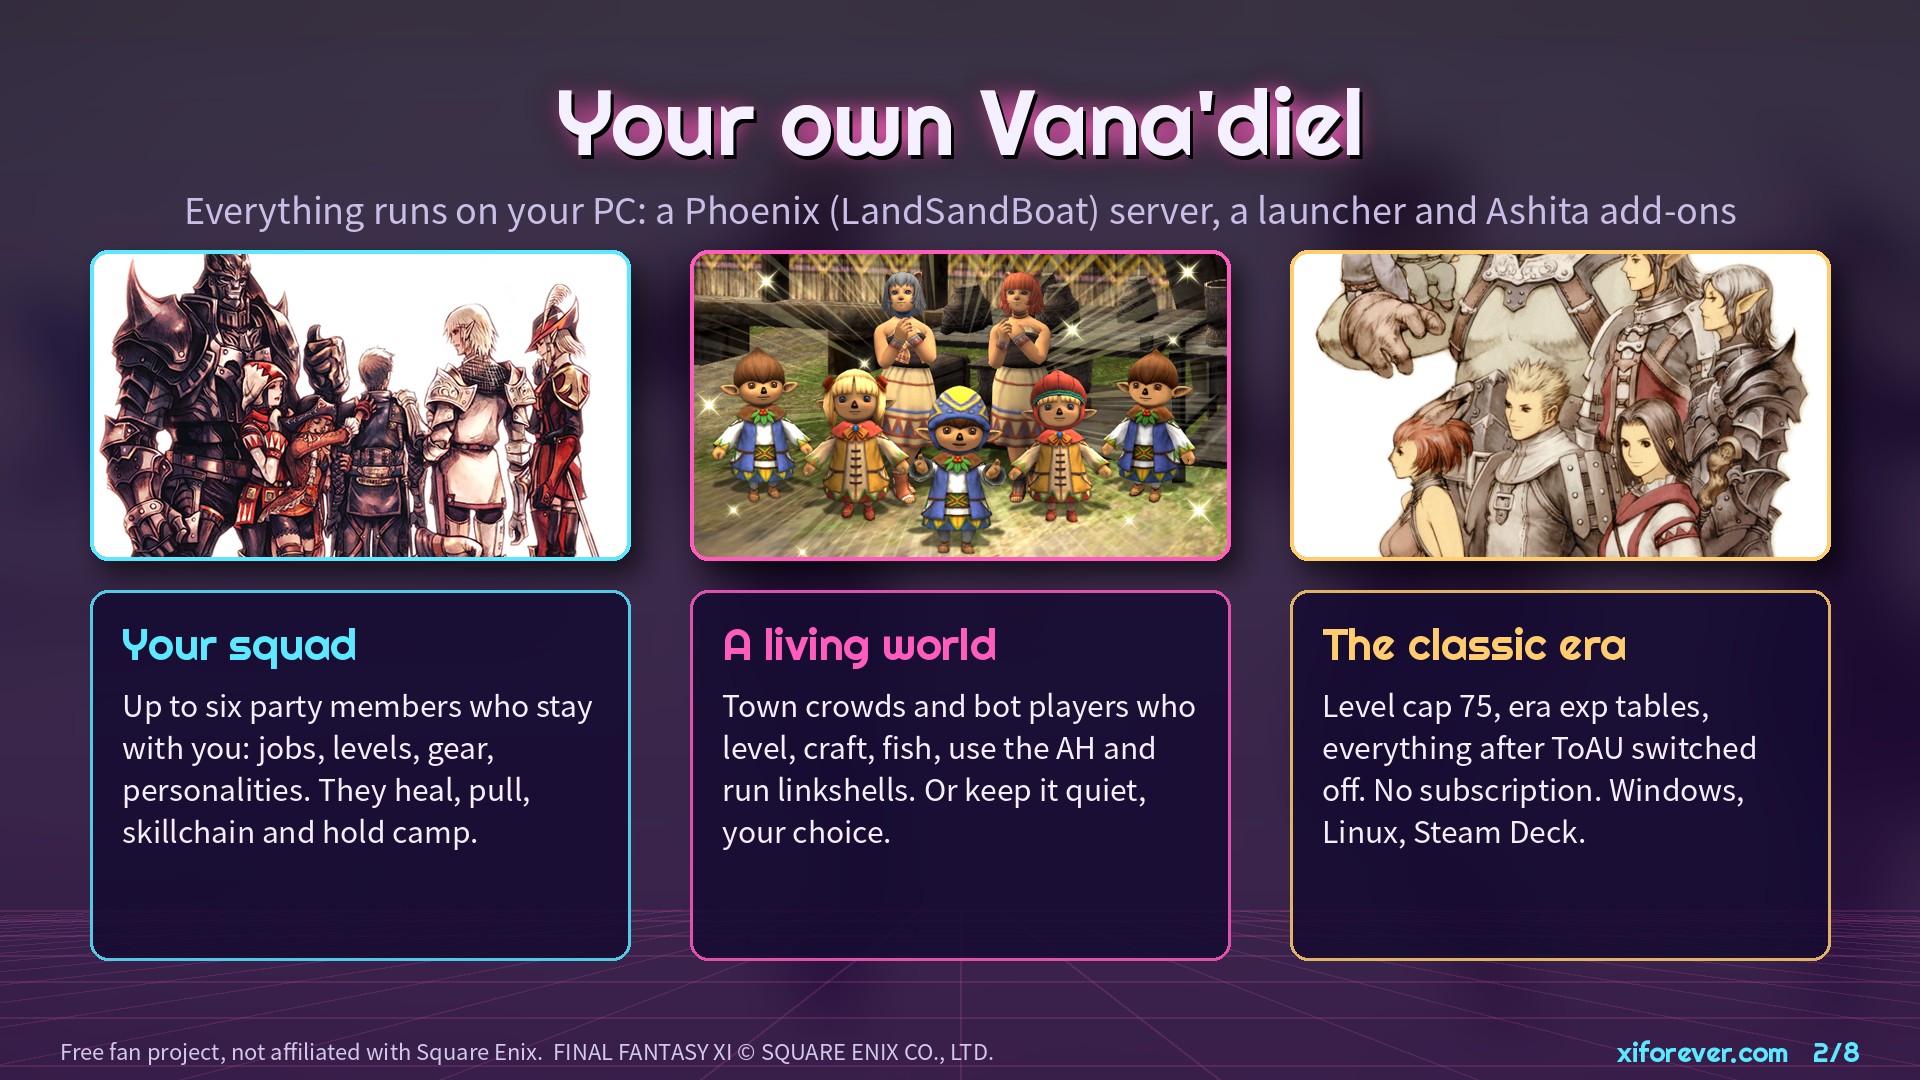 Your own Vana'diel
Everything runs on your PC: a Phoenix (LandSandBoat) server, a launcher and Ashita add-ons
Your squad
Up to six party members who stay
with you: jobs, levels, gear,
personalities. They heal, pull,
skillchain and hold camp.
A living world
Town crowds and bot players who
level, craft, fish, use the AH and
run linkshells. Or keep it quiet,
your choice.
The classic era
Level cap 75, era exp tables,
everything after ToAU switched
off. No subscription. Windows,
Linux, Steam Deck.
Free fan project, not affiliated with Square Enix. FINAL FANTASY XI © SQUARE ENIX CO., LTD.
xiforever.com 2/8